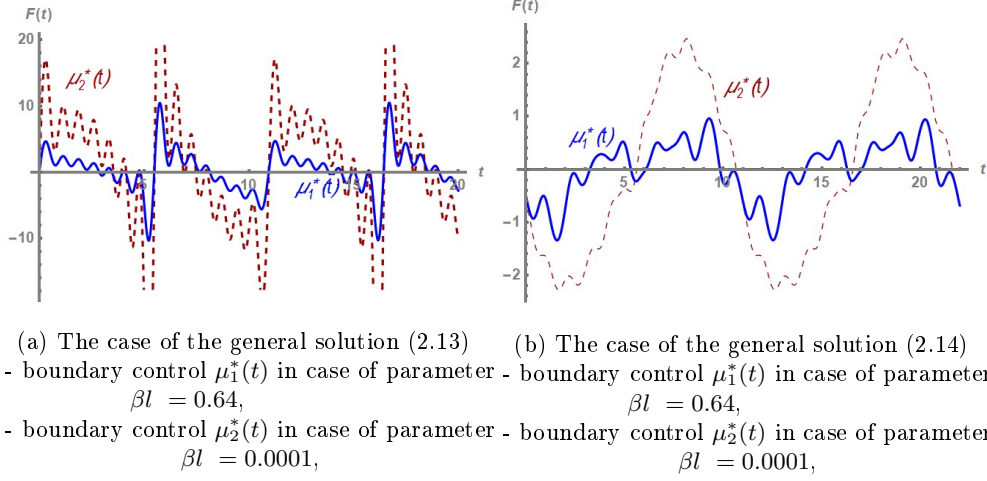 F(t)
20
10
−10
μ₂*(t)
μ₁*(t)
5
10
15
20
t
(a) The case of the general solution (2.13)
- boundary control μ₁*(t) in case of parameter
βl = 0.64,
- boundary control μ₂*(t) in case of parameter
βl = 0.0001,
F(t)
2
1
−1
−2
μ₂*(t)
μ₁*(t)
5
10
15
20
t
(b) The case of the general solution (2.14)
- boundary control μ₁*(t) in case of parameter
βl = 0.64,
- boundary control μ₂*(t) in case of parameter
βl = 0.0001,